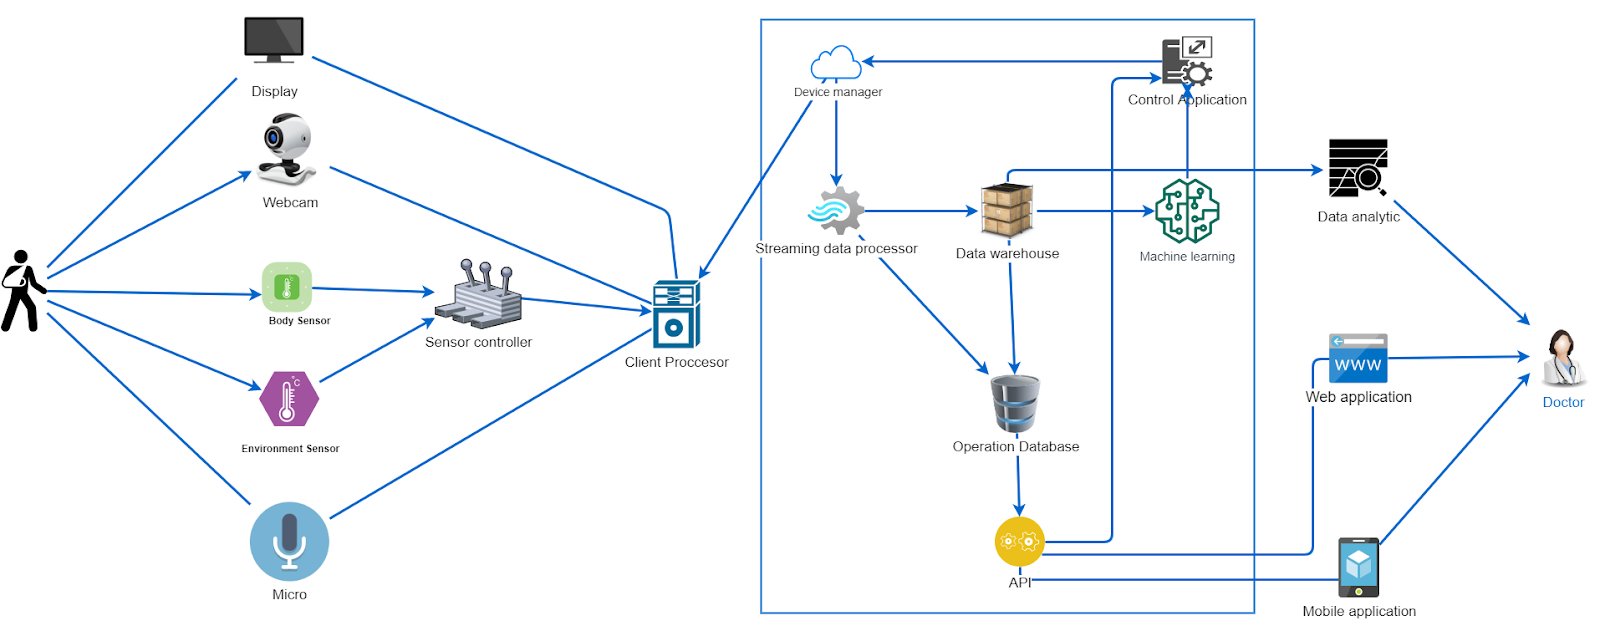 Display
Webcam
°C
Body Sensor
°C
Environment Sensor
Micro
Sensor controller
Client Proccesor
Device manager
Control Application
Streaming data processor
Data warehouse
Machine learning
Operation Database
API
Data analytic
WWW
Web application
Mobile application
Doctor